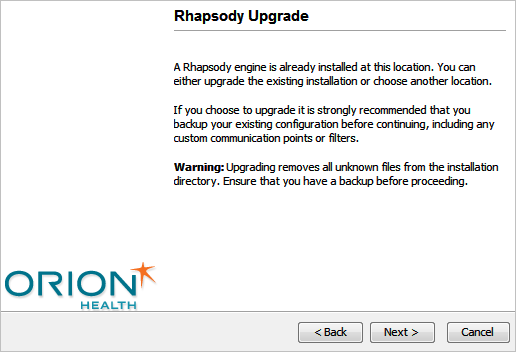 Rhapsody Upgrade
A Rhapsody engine is already installed at this location. You can
either upgrade the existing installation or choose another location.
If you choose to upgrade it is strongly recommended that you
backup your existing configuration before continuing, including any
custom communication points or filters.
Warning: Upgrading removes all unknown files from the installation
directory. Ensure that you have a backup before proceeding.
ORION
HEALTH
< Back
Next >
Cancel